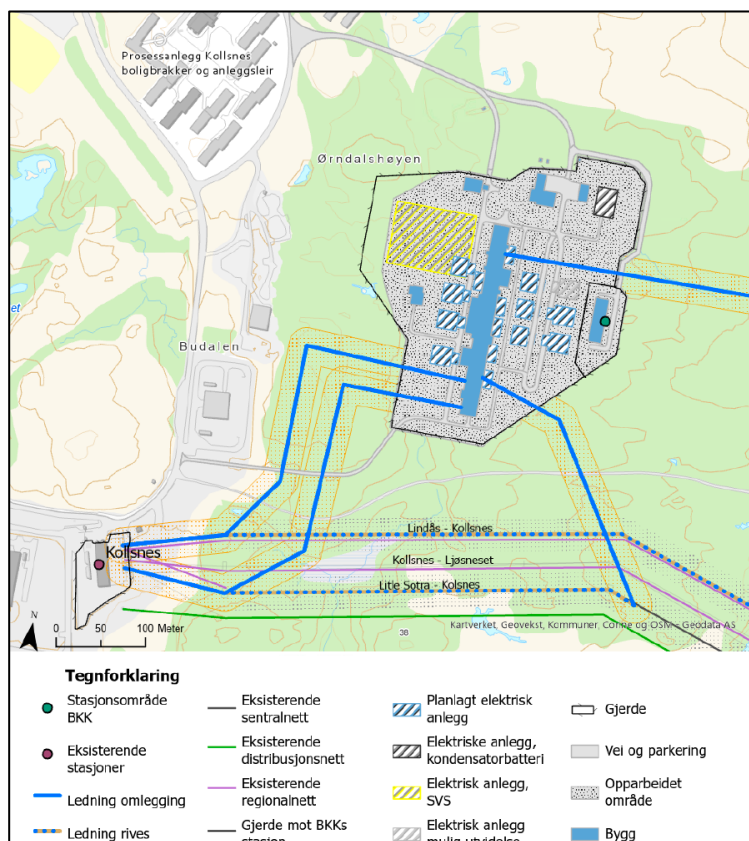 Prosessanlegg Kollsnes
boligbrakker og anleggsleir
Ørndalshøyen
Budalen
Lindås - Kollsnes
Kollsnes
Kollsnes - Ljøsneset
Litle Sotra - Kolsnes
N
0 50 100 Meter
38
Kartverket, Geovekst, Kommuner, Corine og OSM - Geodata AS
Tegnforklaring
Stasjonsområde
BKK
Eksisterende
stasjoner
Ledning omlegging
Ledning rives
Eksisterende
sentralnett
Eksisterende
distribusjonsnett
Eksisterende
regionalnett
Gjerde mot BKKs
stasjon
Planlagt elektrisk
anlegg
Elektriske anlegg,
kondensatorbatteri
Elektrisk anlegg,
SVS
Elektrisk anlegg
mulig utvidelse
Gjerde
Vei og parkering
Opparbeidet
område
Bygg